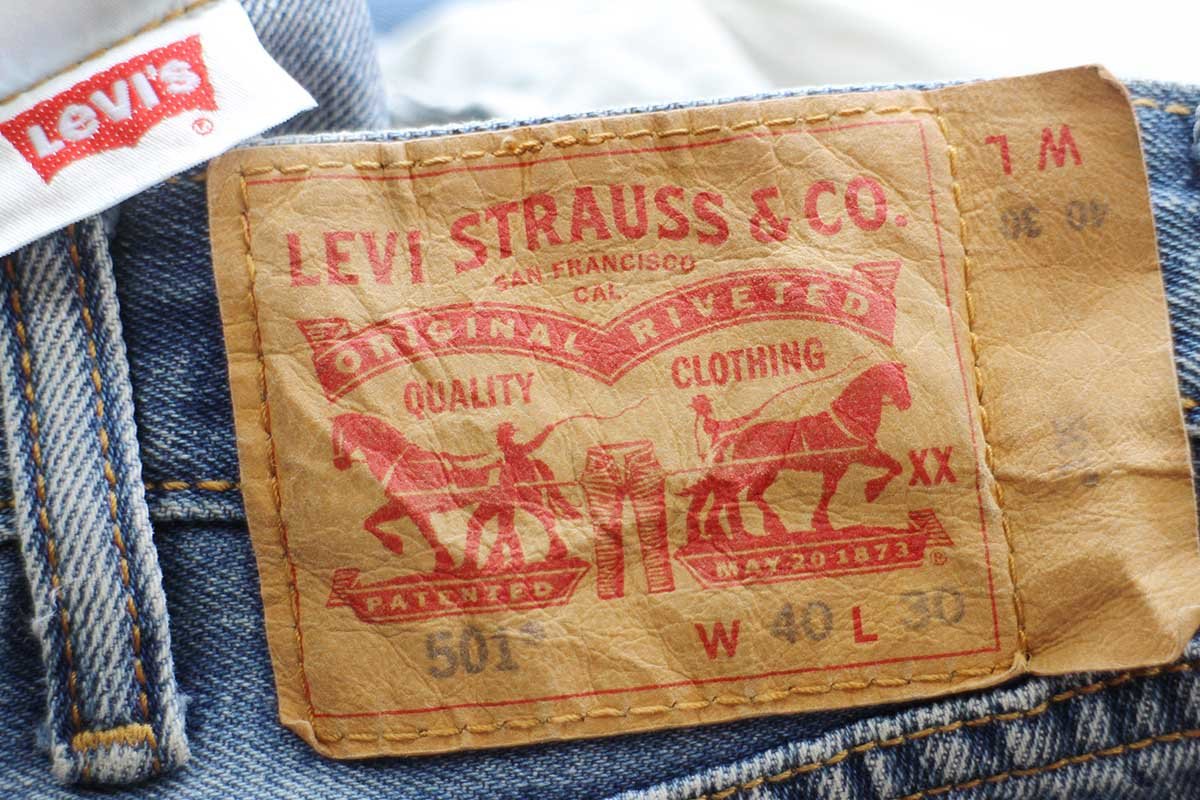 Levi's
®
LEVI STRAUSS & CO.
SAN FRANCISCO
CAL.
ORIGINAL RIVETED
QUALITY CLOTHING
XX
PATENTED MAY 20 1873 ®
501® W 40 L 30
W L
40 30